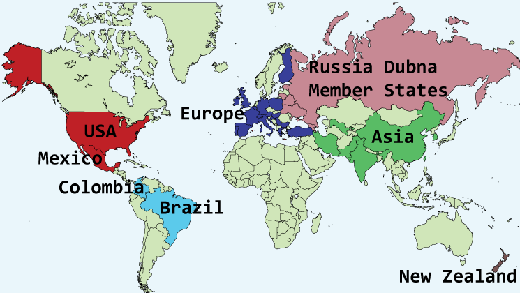 Russia Dubna
Member States
Europe
USA
Asia
Mexico
Colombia
Brazil
New Zealand